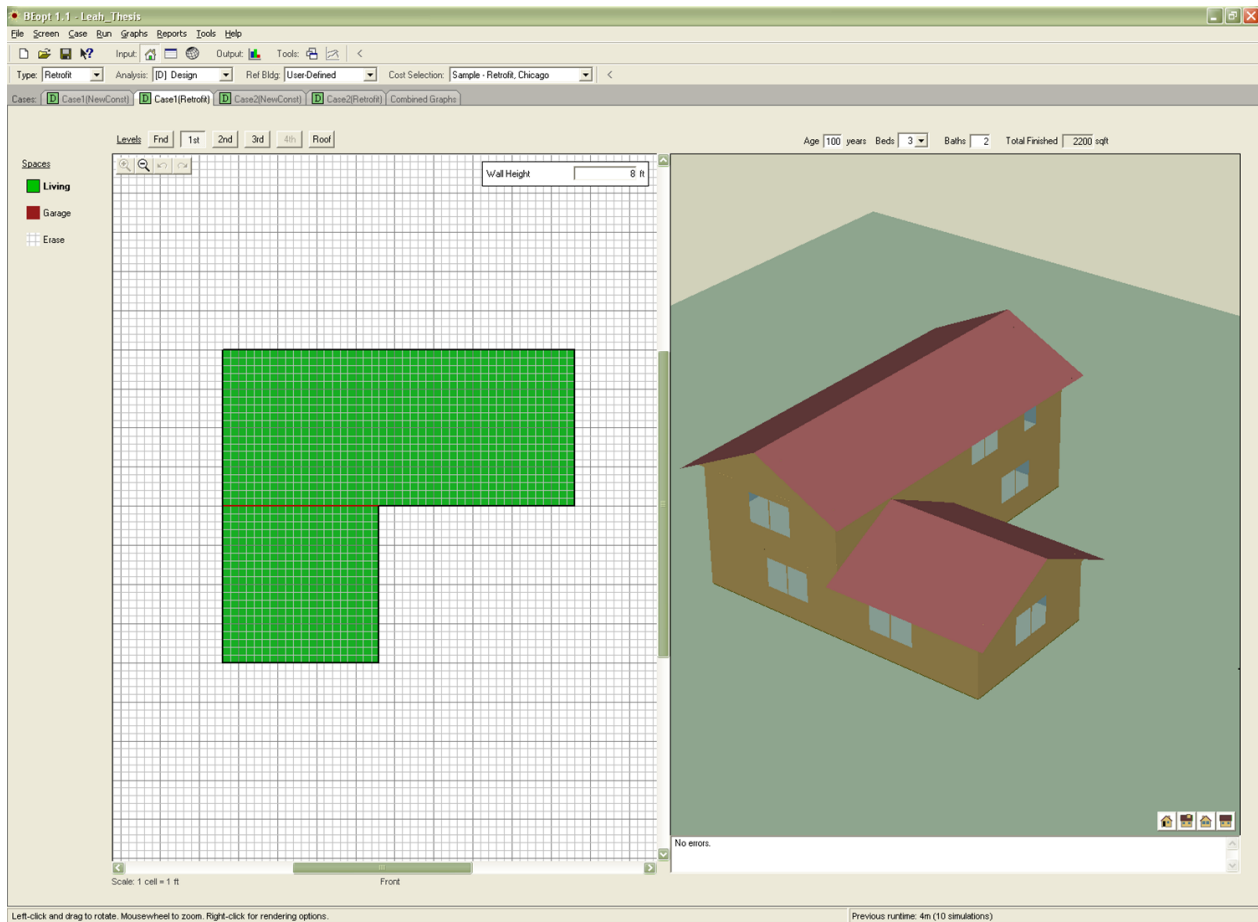 BEopt 1.1 - Leah_Thesis
File Screen Case Run Graphs Reports Tools Help
Input: Output: Tools: <
Type: Retrofit Analysis: [D] Design Ref Bldg: User-Defined Cost Selection: Sample - Retrofit, Chicago <
Cases: D Case1(NewConst) D Case1(Retrofit) D Case2(NewConst) D Case2(Retrofit) Combined Graphs
Levels Fnd 1st 2nd 3rd 4th Roof Age 100 years Beds 3 Baths 2 Total Finished 2200 sqft
Spaces
Wall Height 8 ft
Living
Garage
Erase
No errors.
Scale: 1 cell = 1 ft Front
Left-click and drag to rotate. Mousewheel to zoom. Right-click for rendering options. Previous runtime: 4m (10 simulations)